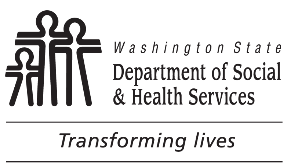 Washington State
Department of Social
& Health Services
Transforming lives